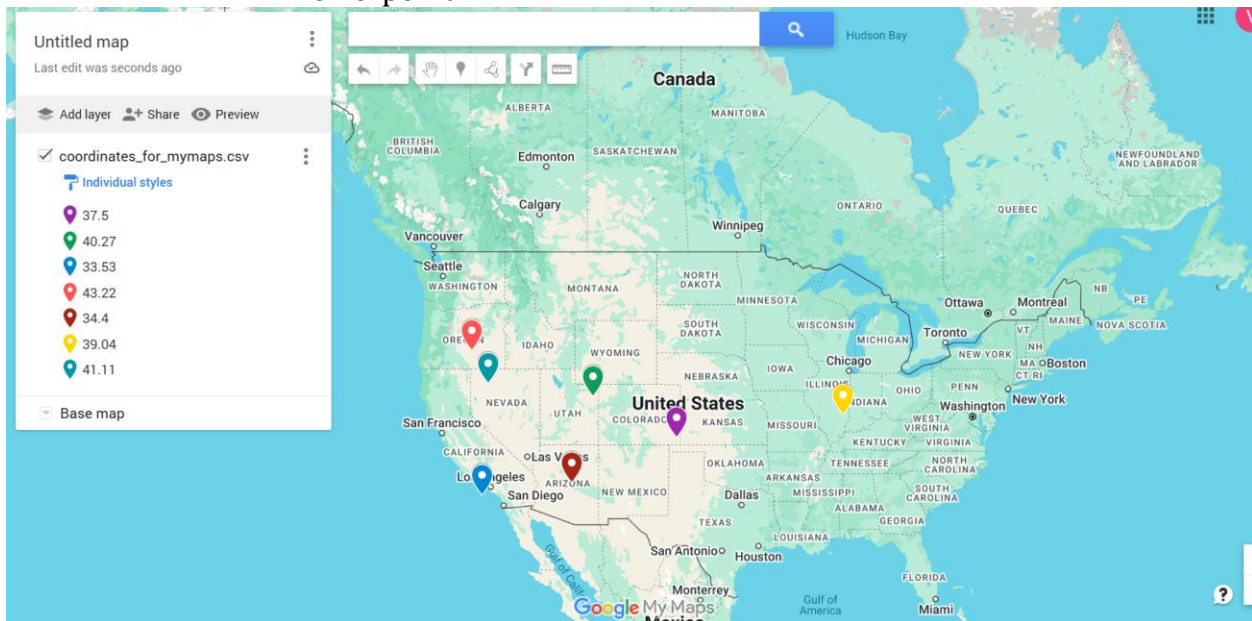 Untitled map
Last edit was seconds ago
Add layer Share Preview
coordinates_for_mymaps.csv
Individual styles
37.5
40.27
33.53
43.22
34.4
39.04
41.11
Base map
Hudson Bay
Canada
ALBERTA
MANITOBA
BRITISH
COLUMBIA
Edmonton
SASKATCHEWAN
NEWFOUNDLAND
AND LABRADOR
Calgary
ONTARIO
QUEBEC
Vancouver
Winnipeg
Seattle
WASHINGTON
MONTANA
NORTH
DAKOTA
MINNESOTA
Ottawa
Montreal
NB
PE
MAINE
NOVA SCOTIA
SOUTH
DAKOTA
WISCONSIN
MICHIGAN
Toronto
VT
NH
IDAHO
WYOMING
NEW YORK
MA
Boston
CT RI
Chicago
IOWA
NEBRASKA
ILLINOIS
OHIO
PENN
New York
NEVADA
UTAH
United States
COLORADO
KANSAS
MISSOURI
Washington
WEST
VIRGINIA
San Francisco
KENTUCKY
VIRGINIA
CALIFORNIA
OKLAHOMA
TENNESSEE
NORTH
CAROLINA
ARKANSAS
ARIZONA
NEW MEXICO
San Diego
Dallas
MISSISSIPPI
SOUTH
CAROLINA
ALABAMA
GEORGIA
TEXAS
LOUISIANA
San Antonio
Houston
FLORIDA
Monterrey
Gulf of
America
Miami
Google My Maps